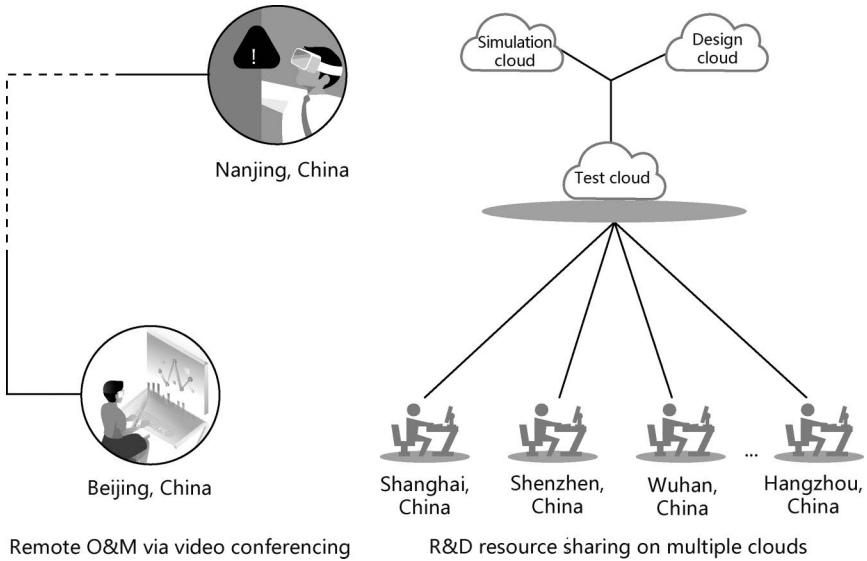 !
Nanjing, China
Beijing, China
Remote O&M via video conferencing
Simulation
cloud
Design
cloud
Test cloud
Shanghai,
China
Shenzhen,
China
Wuhan,
China
...
Hangzhou,
China
R&D resource sharing on multiple clouds